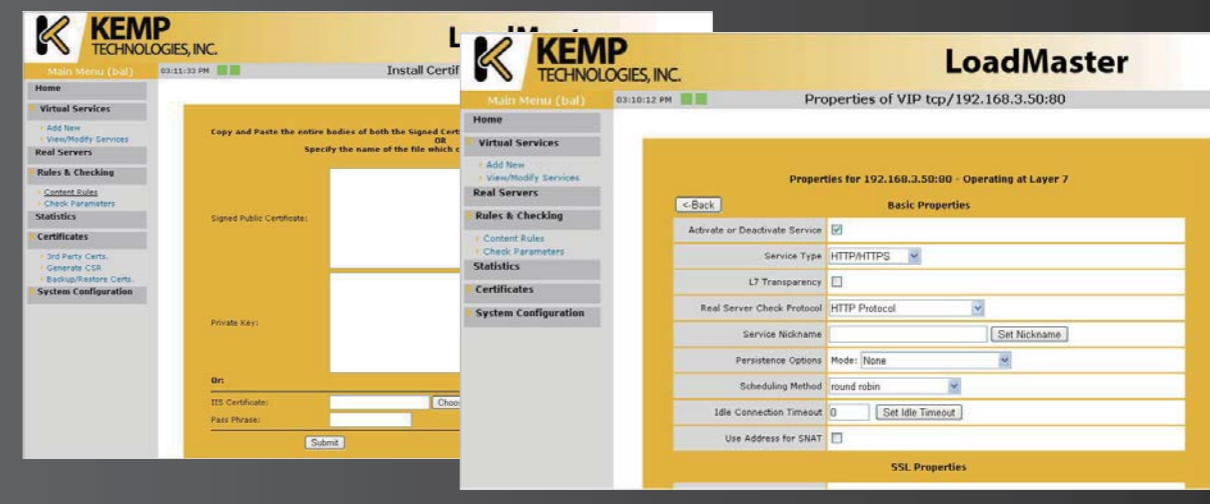 KEMP
TECHNOLOGIES, INC.
Main Menu (bal)
03:11:33 PM
Install Certif
Home
Virtual Services
Add New
View/Modify Services
Real Servers
Rules & Checking
Content Rules
Check Parameters
Statistics
Certificates
3rd Party Certs.
Generate CSR
Backup/Restore Certs.
System Configuration
Copy and Paste the entire bodies of both the Signed Cert
OR
Specify the name of the file which c
Signed Public Certificate:
Private Key:
Or:
IIS Certificate:
Choo
Pass Phrase:
Submit
KEMP
TECHNOLOGIES, INC.
LoadMaster
Main Menu (bal)
03:10:12 PM
Properties of VIP tcp/192.168.3.50:80
Home
Virtual Services
Add New
View/Modify Services
Real Servers
Rules & Checking
Content Rules
Check Parameters
Statistics
Certificates
System Configuration
Properties for 192.168.3.50:80 - Operating at Layer 7
<-Back
Basic Properties
Activate or Deactivate Service
Service Type HTTP/HTTPS
L7 Transparency
Real Server Check Protocol HTTP Protocol
Service Nickname Set Nickname
Persistence Options Mode: None
Scheduling Method round robin
Idle Connection Timeout 0 Set Idle Timeout
Use Address for SNAT
SSL Properties